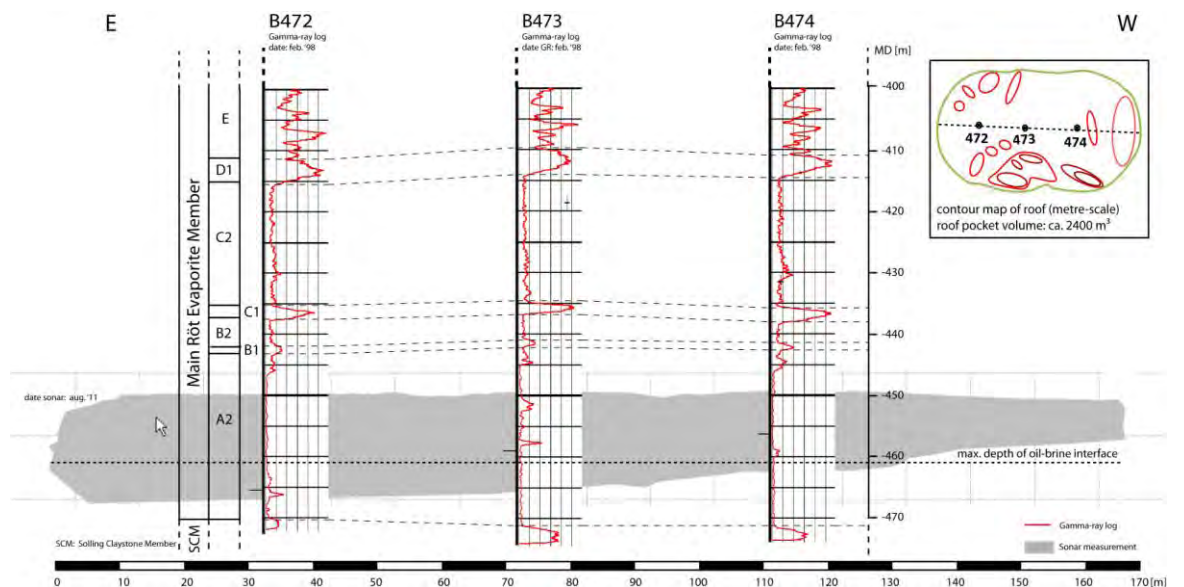 E
B472
Gamma-ray log
date: feb. '98
B473
Gamma-ray log
date GR: feb. '98
B474
Gamma-ray log
date: feb. '98
W
MD [m]
-400
-410
-420
-430
-440
-450
-460
-470
472
473
474
contour map of roof (metre-scale)
roof pocket volume: ca. 2400 m³
Main Röt Evaporite Member
E
D1
C2
C1
B2
B1
A2
SCM
date sonar: aug. '11
max. depth of oil-brine interface
SCM: Solling Claystone Member
Gamma-ray log
Sonar measurement
0 10 20 30 40 50 60 70 80 90 100 110 120 130 140 150 160 170 [m]